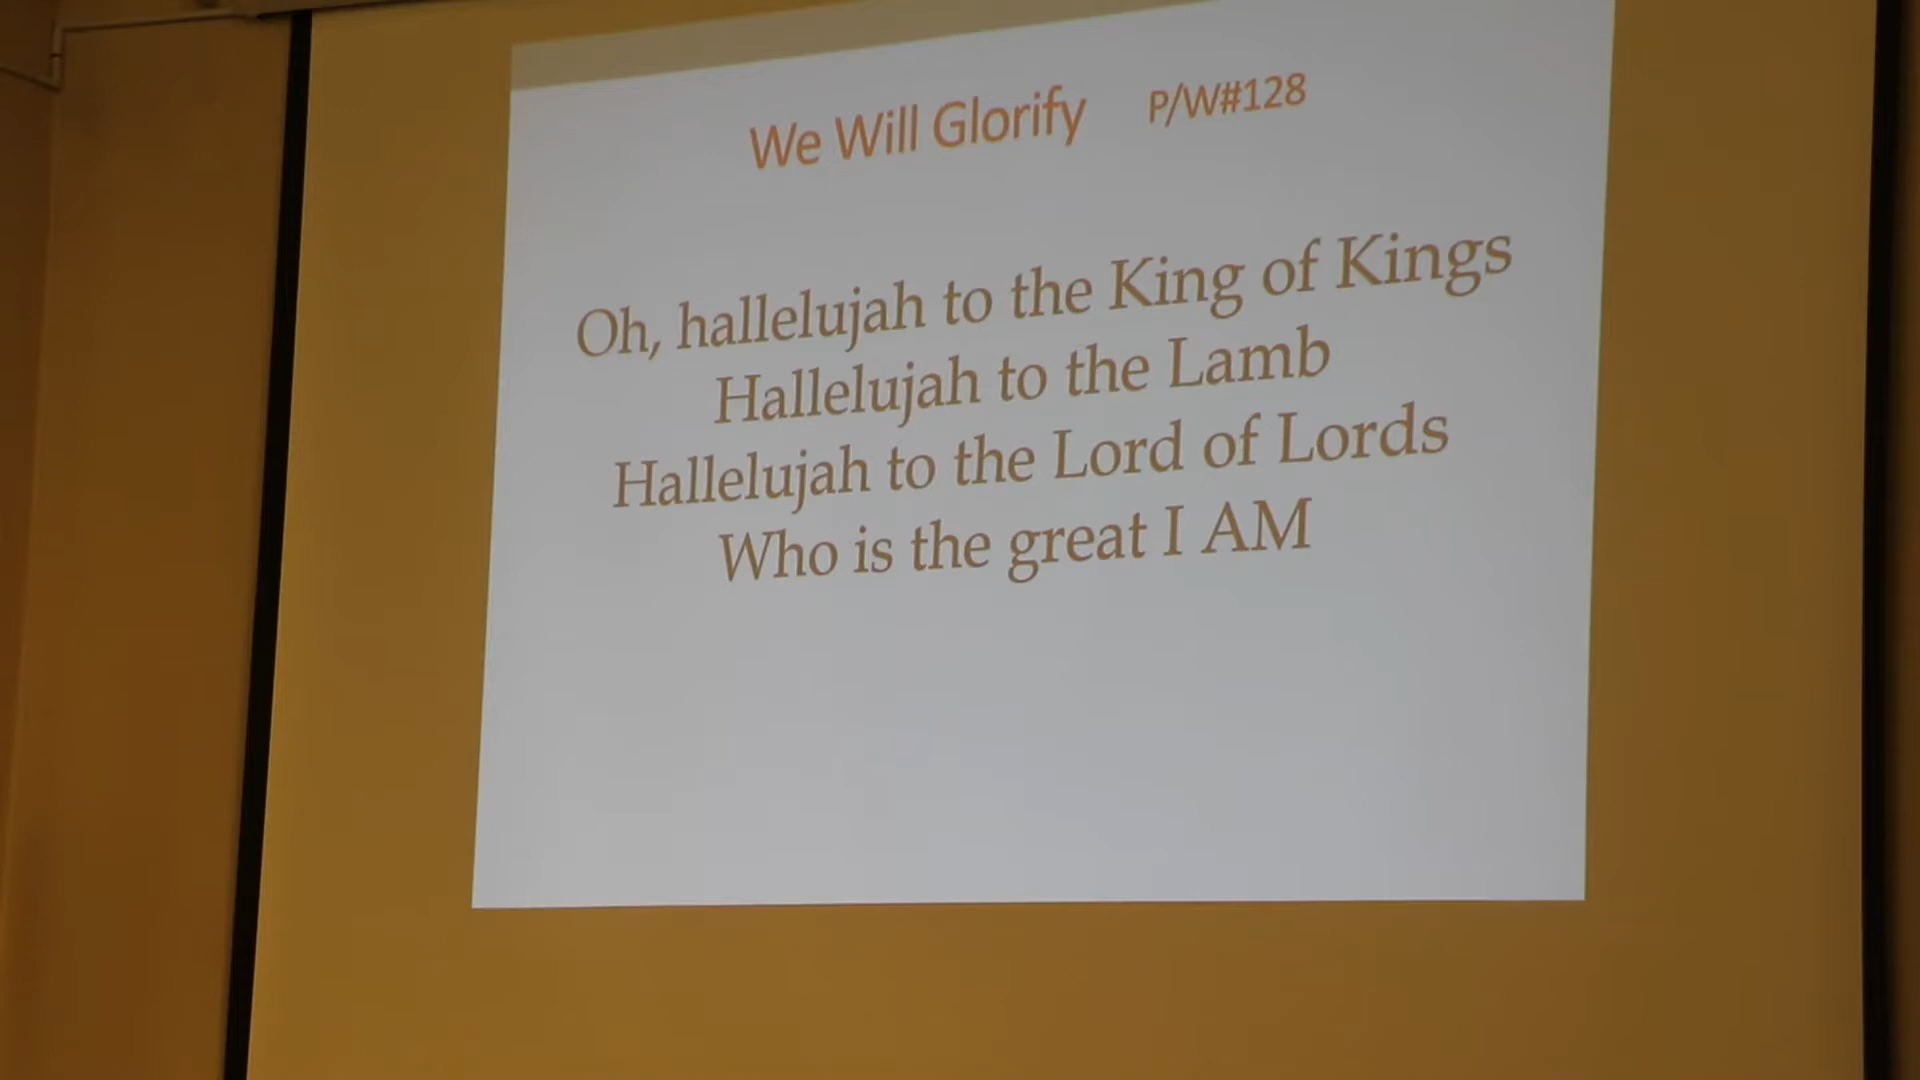 We Will Glorify P/W#128
Oh, hallelujah to the King of Kings
Hallelujah to the Lamb
Hallelujah to the Lord of Lords
Who is the great I AM